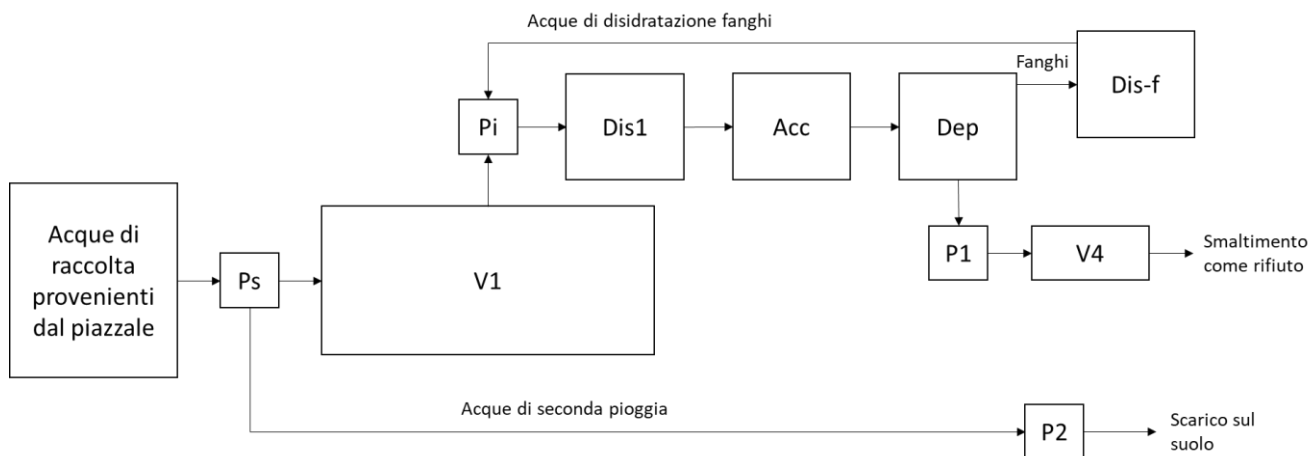 Acque di disidratazione fanghi
Fanghi
Dis-f
Pi
Dis1
Acc
Dep
Acque di
raccolta
provenienti
dal piazzale
Ps
V1
P1
V4
Smaltimento
come rifiuto
Acque di seconda pioggia
P2
Scarico sul
suolo